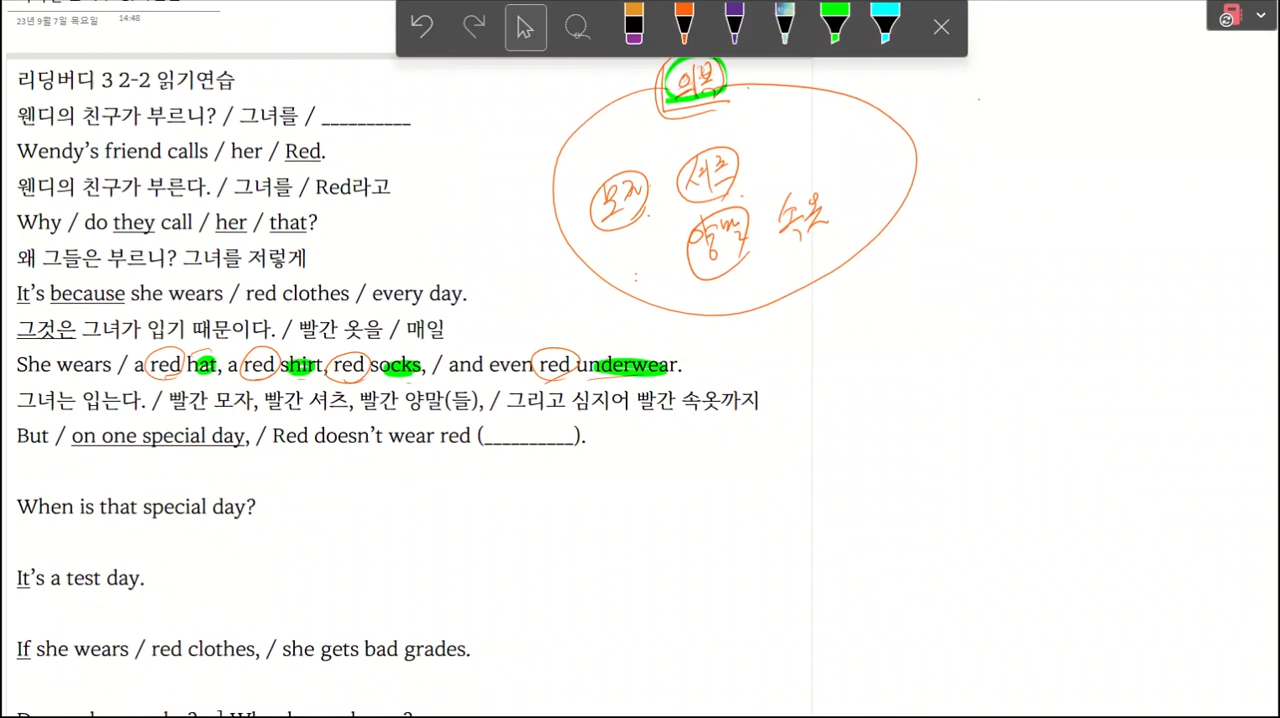 23년 9월 7일 목요일 14:48
리딩버디 3 2-2 읽기연습
웬디의 친구가 부르니? / 그녀를 / __________
Wendy's friend calls / her / Red.
웬디의 친구가 부른다. / 그녀를 / Red라고
Why / do they call / her / that?
왜 그들은 부르니? 그녀를 저렇게
It's because she wears / red clothes / every day.
그것은 그녀가 입기 때문이다. / 빨간 옷을 / 매일
She wears / a red hat, a red shirt, red socks, / and even red underwear.
그녀는 입는다. / 빨간 모자, 빨간 셔츠, 빨간 양말(들), / 그리고 심지어 빨간 속옷까지
But / on one special day, / Red doesn't wear red (__________).
When is that special day?
It's a test day.
If she wears / red clothes, / she gets bad grades.
의복
셔츠
모자
양말
속옷